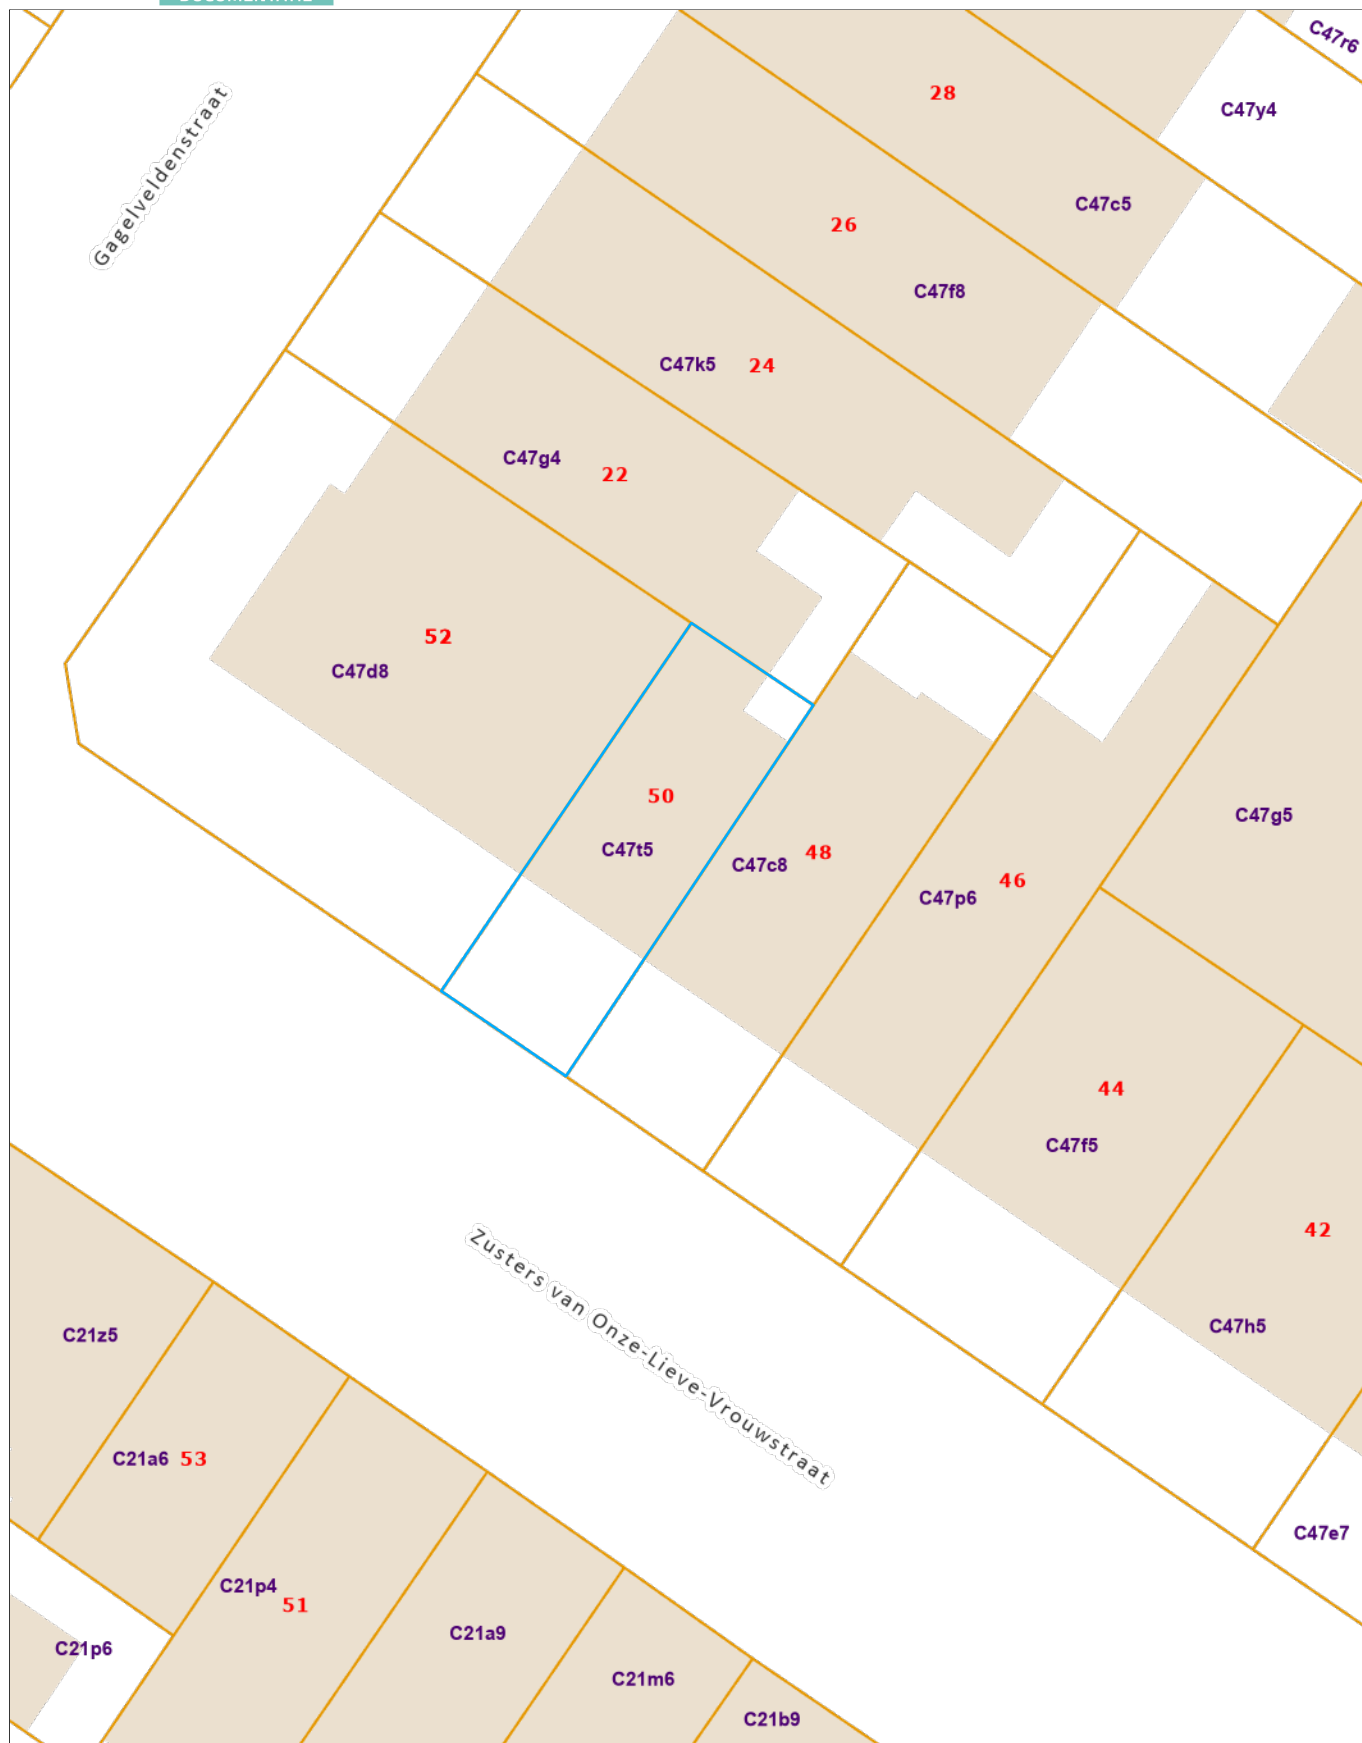 C47r6
28
C47y4
Gagelveldenstraat
C47c5
26
C47f8
C47k5
24
C47g4
22
52
C47d8
50
C47g5
C47t5
48
C47c8
46
C47p6
44
C47f5
42
Zusters van Onze-Lieve-Vrouwstraat
C47h5
C21z5
C21a6
53
C47e7
C21p4
51
C21a9
C21p6
C21m6
C21b9